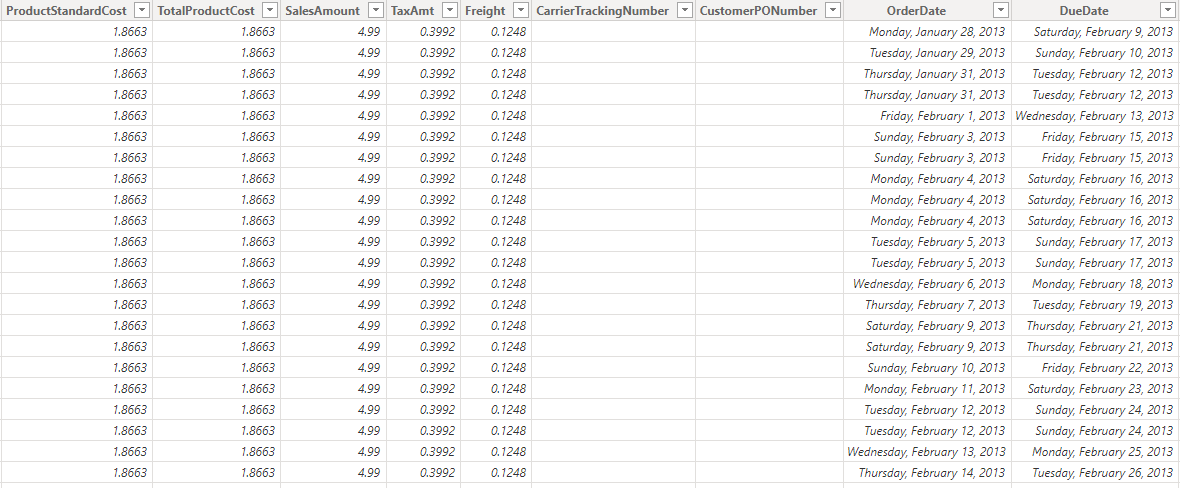 ProductStandardCost TotalProductCost SalesAmount TaxAmt Freight CarrierTrackingNumber CustomerPONumber OrderDate DueDate
1.8663 1.8663 4.99 0.3992 0.1248 Monday, January 28, 2013 Saturday, February 9, 2013
1.8663 1.8663 4.99 0.3992 0.1248 Tuesday, January 29, 2013 Sunday, February 10, 2013
1.8663 1.8663 4.99 0.3992 0.1248 Thursday, January 31, 2013 Tuesday, February 12, 2013
1.8663 1.8663 4.99 0.3992 0.1248 Thursday, January 31, 2013 Tuesday, February 12, 2013
1.8663 1.8663 4.99 0.3992 0.1248 Friday, February 1, 2013 Wednesday, February 13, 2013
1.8663 1.8663 4.99 0.3992 0.1248 Sunday, February 3, 2013 Friday, February 15, 2013
1.8663 1.8663 4.99 0.3992 0.1248 Sunday, February 3, 2013 Friday, February 15, 2013
1.8663 1.8663 4.99 0.3992 0.1248 Monday, February 4, 2013 Saturday, February 16, 2013
1.8663 1.8663 4.99 0.3992 0.1248 Monday, February 4, 2013 Saturday, February 16, 2013
1.8663 1.8663 4.99 0.3992 0.1248 Monday, February 4, 2013 Saturday, February 16, 2013
1.8663 1.8663 4.99 0.3992 0.1248 Tuesday, February 5, 2013 Sunday, February 17, 2013
1.8663 1.8663 4.99 0.3992 0.1248 Tuesday, February 5, 2013 Sunday, February 17, 2013
1.8663 1.8663 4.99 0.3992 0.1248 Wednesday, February 6, 2013 Monday, February 18, 2013
1.8663 1.8663 4.99 0.3992 0.1248 Thursday, February 7, 2013 Tuesday, February 19, 2013
1.8663 1.8663 4.99 0.3992 0.1248 Saturday, February 9, 2013 Thursday, February 21, 2013
1.8663 1.8663 4.99 0.3992 0.1248 Saturday, February 9, 2013 Thursday, February 21, 2013
1.8663 1.8663 4.99 0.3992 0.1248 Sunday, February 10, 2013 Friday, February 22, 2013
1.8663 1.8663 4.99 0.3992 0.1248 Monday, February 11, 2013 Saturday, February 23, 2013
1.8663 1.8663 4.99 0.3992 0.1248 Tuesday, February 12, 2013 Sunday, February 24, 2013
1.8663 1.8663 4.99 0.3992 0.1248 Tuesday, February 12, 2013 Sunday, February 24, 2013
1.8663 1.8663 4.99 0.3992 0.1248 Wednesday, February 13, 2013 Monday, February 25, 2013
1.8663 1.8663 4.99 0.3992 0.1248 Thursday, February 14, 2013 Tuesday, February 26, 2013